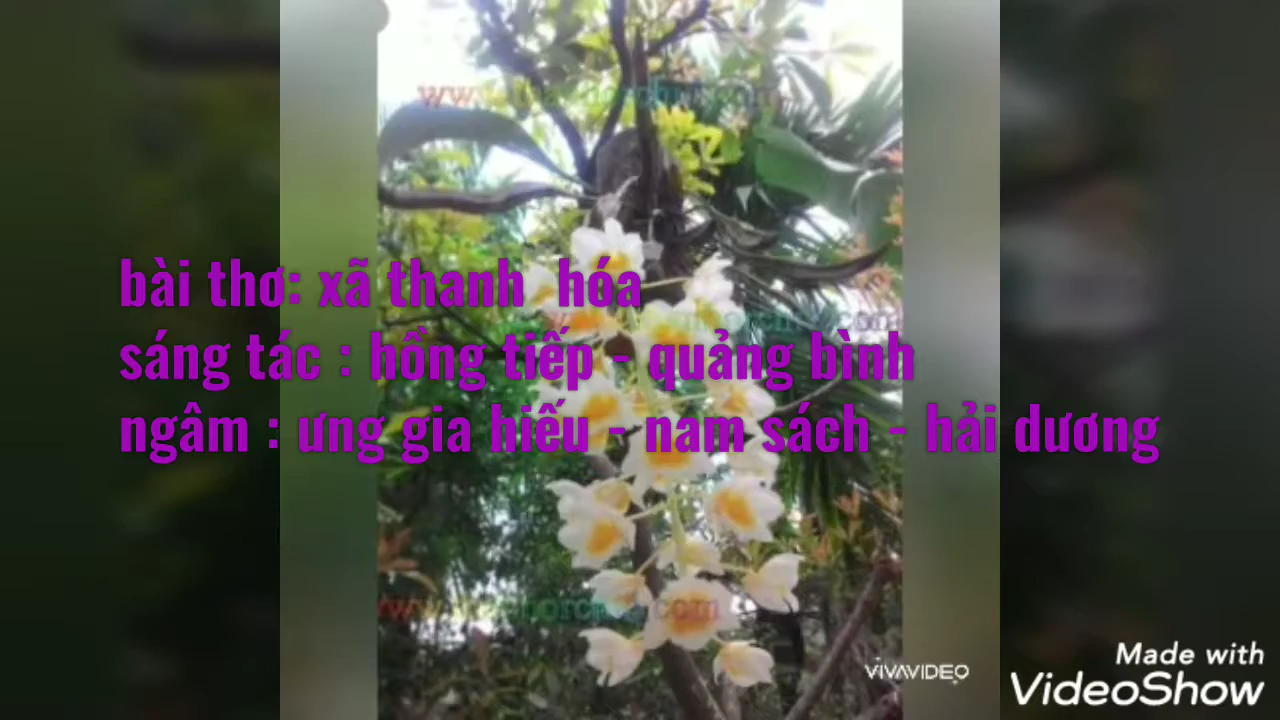 bài thơ: xã thanh hóa
sáng tác : hồng tiếp - quảng bình
ngâm : ưng gia hiếu - nam sách - hải dương
VIVAVIDEO
Made with
VideoShow